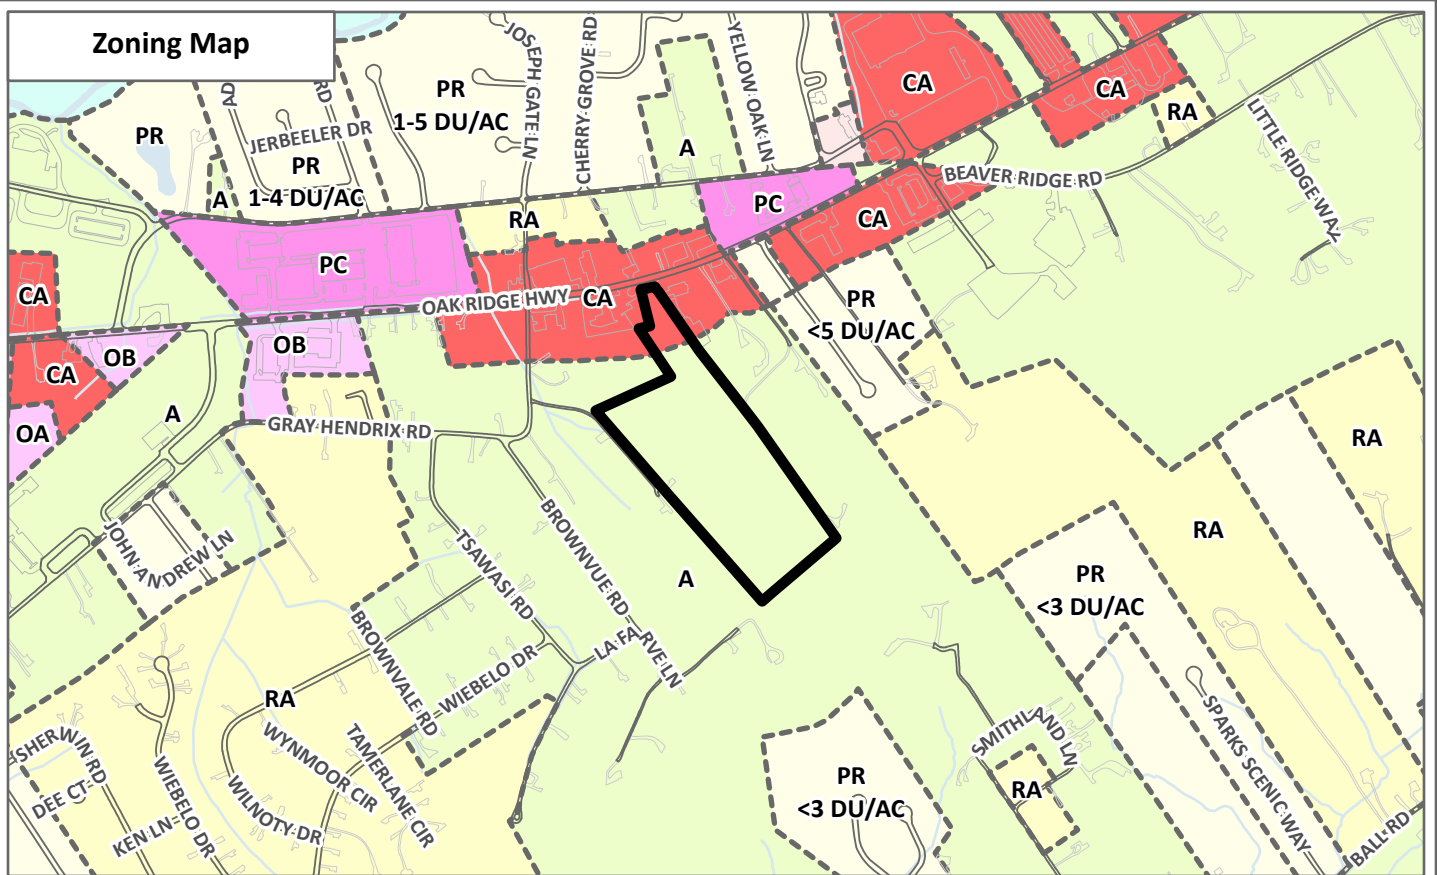 Zoning Map
JOSEPH GATE LN
CHERRY GROVE RD
YELLOW OAK LN
AD
RD
PR
1-5 DU/AC
CA
CA
RA
PR
JERBEELER DR
PR
1-4 DU/AC
A
A
LITTLE RIDGE WAY
BEAVER RIDGE RD
RA
PC
CA
PC
CA
OAK RIDGE HWY
CA
PR
<5 DU/AC
OB
OB
CA
A
OA
GRAY HENDRIX RD
RA
RA
JOHN ANDREW LN
TSAWASI RD
BROWNVUE RD
A
PR
<3 DU/AC
BROWNVALE RD
LA FARVE LN
WIEBELO DR
RA
SHERWIN RD
DEE CT
KEN LN
WIEBELO DR
WYNMOOR CIR
WILNOTY DR
TAMERLANE CIR
PR
<3 DU/AC
SMITHLAND LN
RA
SPARKS SCENIC WAY
BALL RD